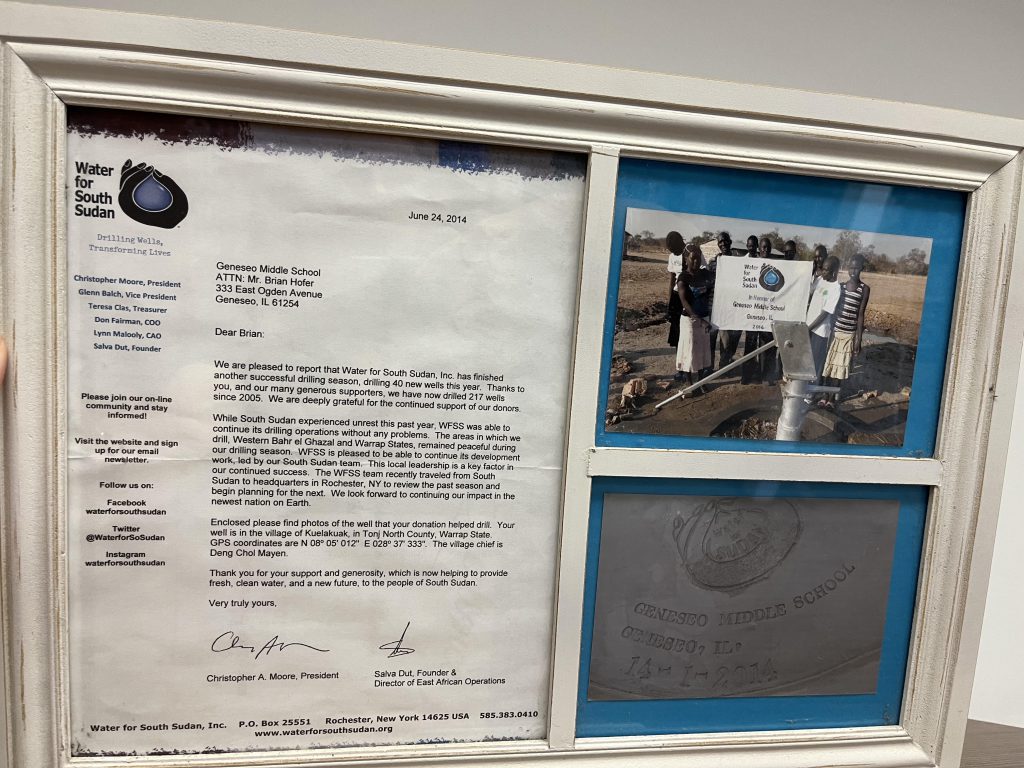 Water
for
South
Sudan
Drilling Wells,
Transforming Lives
Christopher Moore, President
Glenn Balch, Vice President
Teresa Clas, Treasurer
Don Fairman, COO
Lynn Malooly, CAO
Salva Dut, Founder
Please join our on-line
community and stay
informed!
Visit the website and sign
up for our email
newsletter.
Follow us on:
Facebook
waterforsouthsudan
Twitter
@WaterforSoSudan
Instagram
waterforsouthsudan
June 24, 2014
Geneseo Middle School
ATTN: Mr. Brian Hofer
333 East Ogden Avenue
Geneseo, IL 61254
Dear Brian:
We are pleased to report that Water for South Sudan, Inc. has finished
another successful drilling season, drilling 40 new wells this year. Thanks to
you, and our many generous supporters, we have now drilled 217 wells
since 2005. We are deeply grateful for the continued support of our donors.
While South Sudan experienced unrest this past year, WFSS was able to
continue its drilling operations without any problems. The areas in which we
drill, Western Bahr el Ghazal and Warrap States, remained peaceful during
our drilling season. WFSS is pleased to be able to continue its development
work, led by our South Sudan team. This local leadership is a key factor in
our continued success. The WFSS team recently traveled from South
Sudan to headquarters in Rochester, NY to review the past season and
begin planning for the next. We look forward to continuing our impact in the
newest nation on Earth.
Enclosed please find photos of the well that your donation helped drill. Your
well is in the village of Kuelakuak, in Tonj North County, Warrap State.
GPS coordinates are N 08º 05' 012" E 028º 37' 333". The village chief is
Deng Chol Mayen.
Thank you for your support and generosity, which is now helping to provide
fresh, clean water, and a new future, to the people of South Sudan.
Very truly yours,
Christopher A. Moore, President
Salva Dut, Founder &
Director of East African Operations
Water for South Sudan, Inc. P.O. Box 25551 Rochester, New York 14625 USA 585.383.0410
www.waterforsouthsudan.org
Water
for
South
Sudan
In Honor of
Geneseo Middle School
Geneseo, IL
2014
SUDAN
GENESEO MIDDLE SCHOOL
GENESEO, IL.
14-1-2014